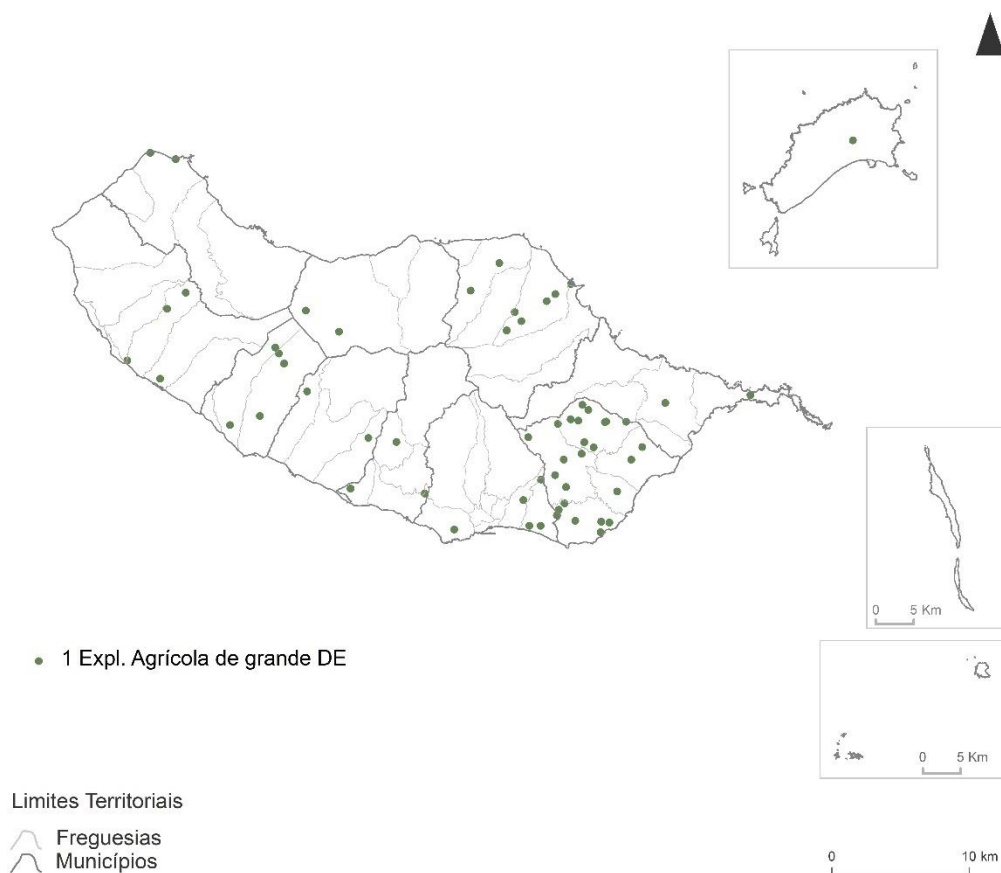 0 5 Km
● 1 Expl. Agrícola de grande DE
0 5 Km
Limites Territoriais
Freguesias
Municípios
0 10 km